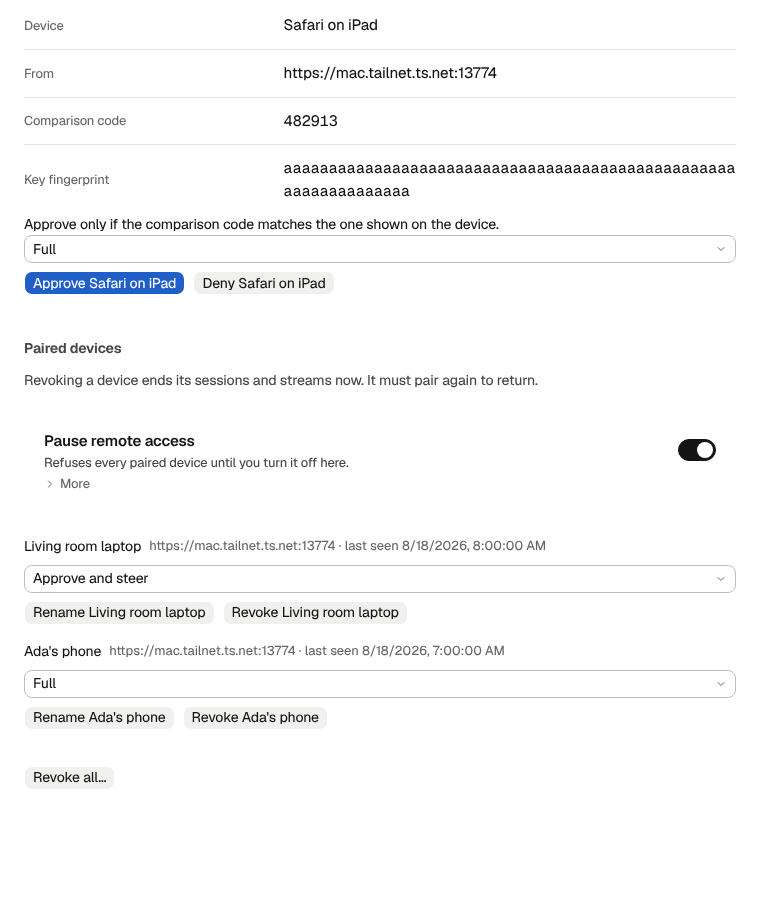 Device
Safari on iPad
From
https://mac.tailnet.ts.net:13774
Comparison code
482913
Key fingerprint
aaaaaaaaaaaaaaaaaaaaaaaaaaaaaaaaaaaaaaaaaaaaaaaaaa
aaaaaaaaaaaaaa
Approve only if the comparison code matches the one shown on the device.
Full
Approve Safari on iPad
Deny Safari on iPad
Paired devices
Revoking a device ends its sessions and streams now. It must pair again to return.
Pause remote access
Refuses every paired device until you turn it off here.
More
Living room laptop https://mac.tailnet.ts.net:13774 · last seen 8/18/2026, 8:00:00 AM
Approve and steer
Rename Living room laptop
Revoke Living room laptop
Ada's phone https://mac.tailnet.ts.net:13774 · last seen 8/18/2026, 7:00:00 AM
Full
Rename Ada's phone
Revoke Ada's phone
Revoke all...